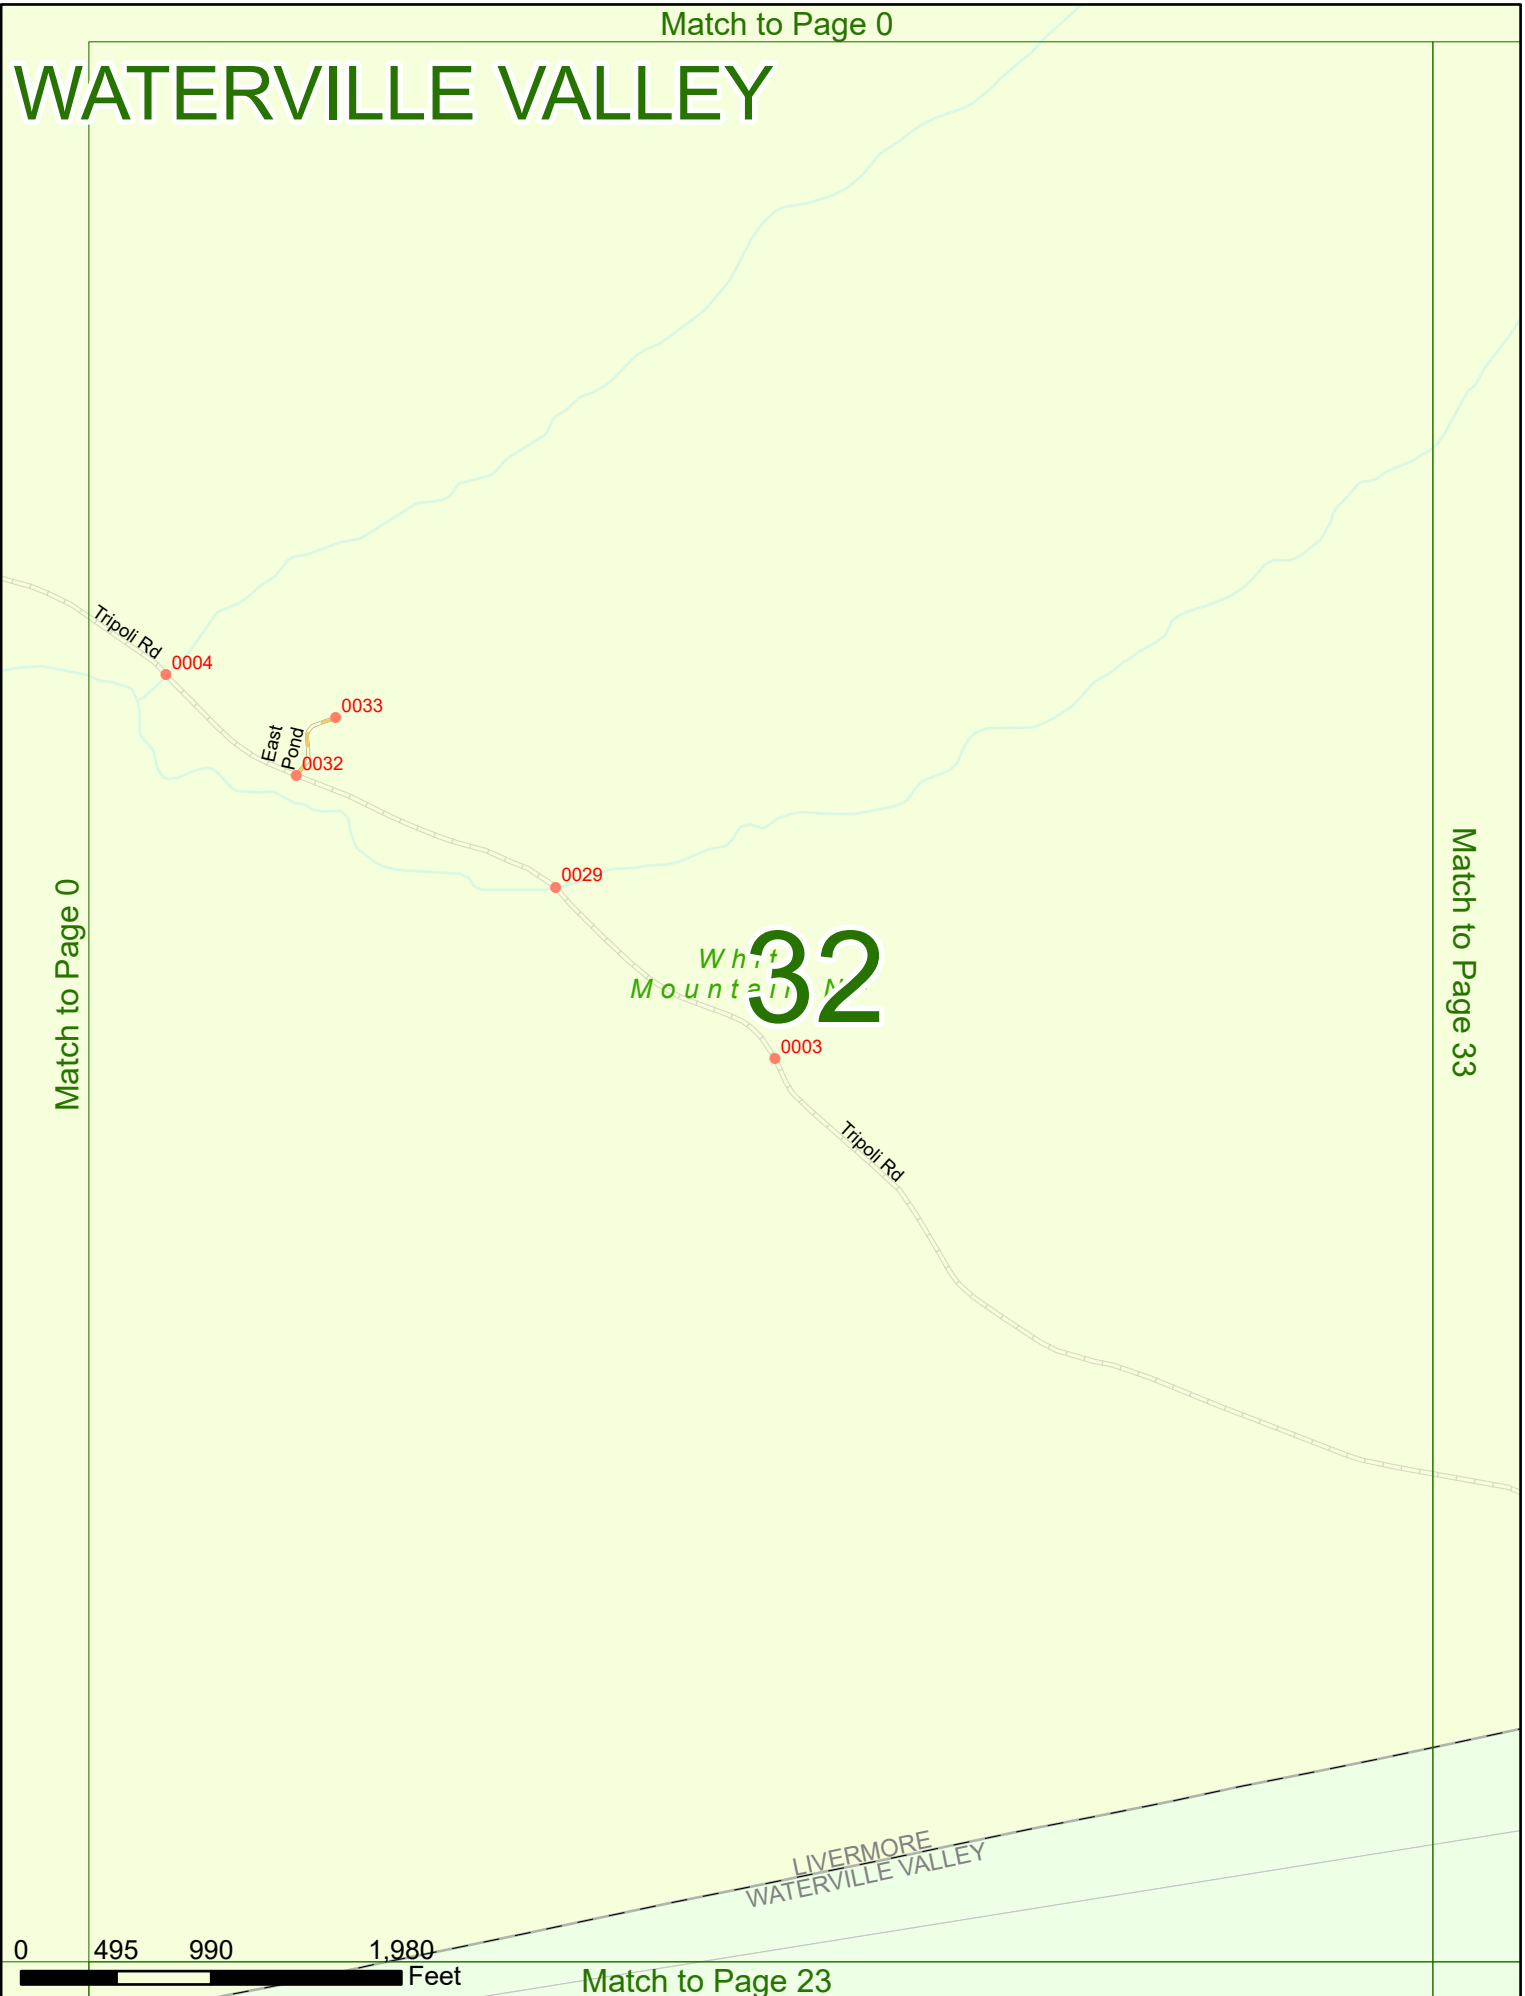 Match to Page 0
WATERVILLE VALLEY
Tripoli Rd
0004
0033
East
Pond
0032
0029
Match to Page 0
Match to Page 33
32
0003
Tripoli Rd
LIVERMORE
WATERVILLE VALLEY
0 495 990 1,980
Feet
Match to Page 23